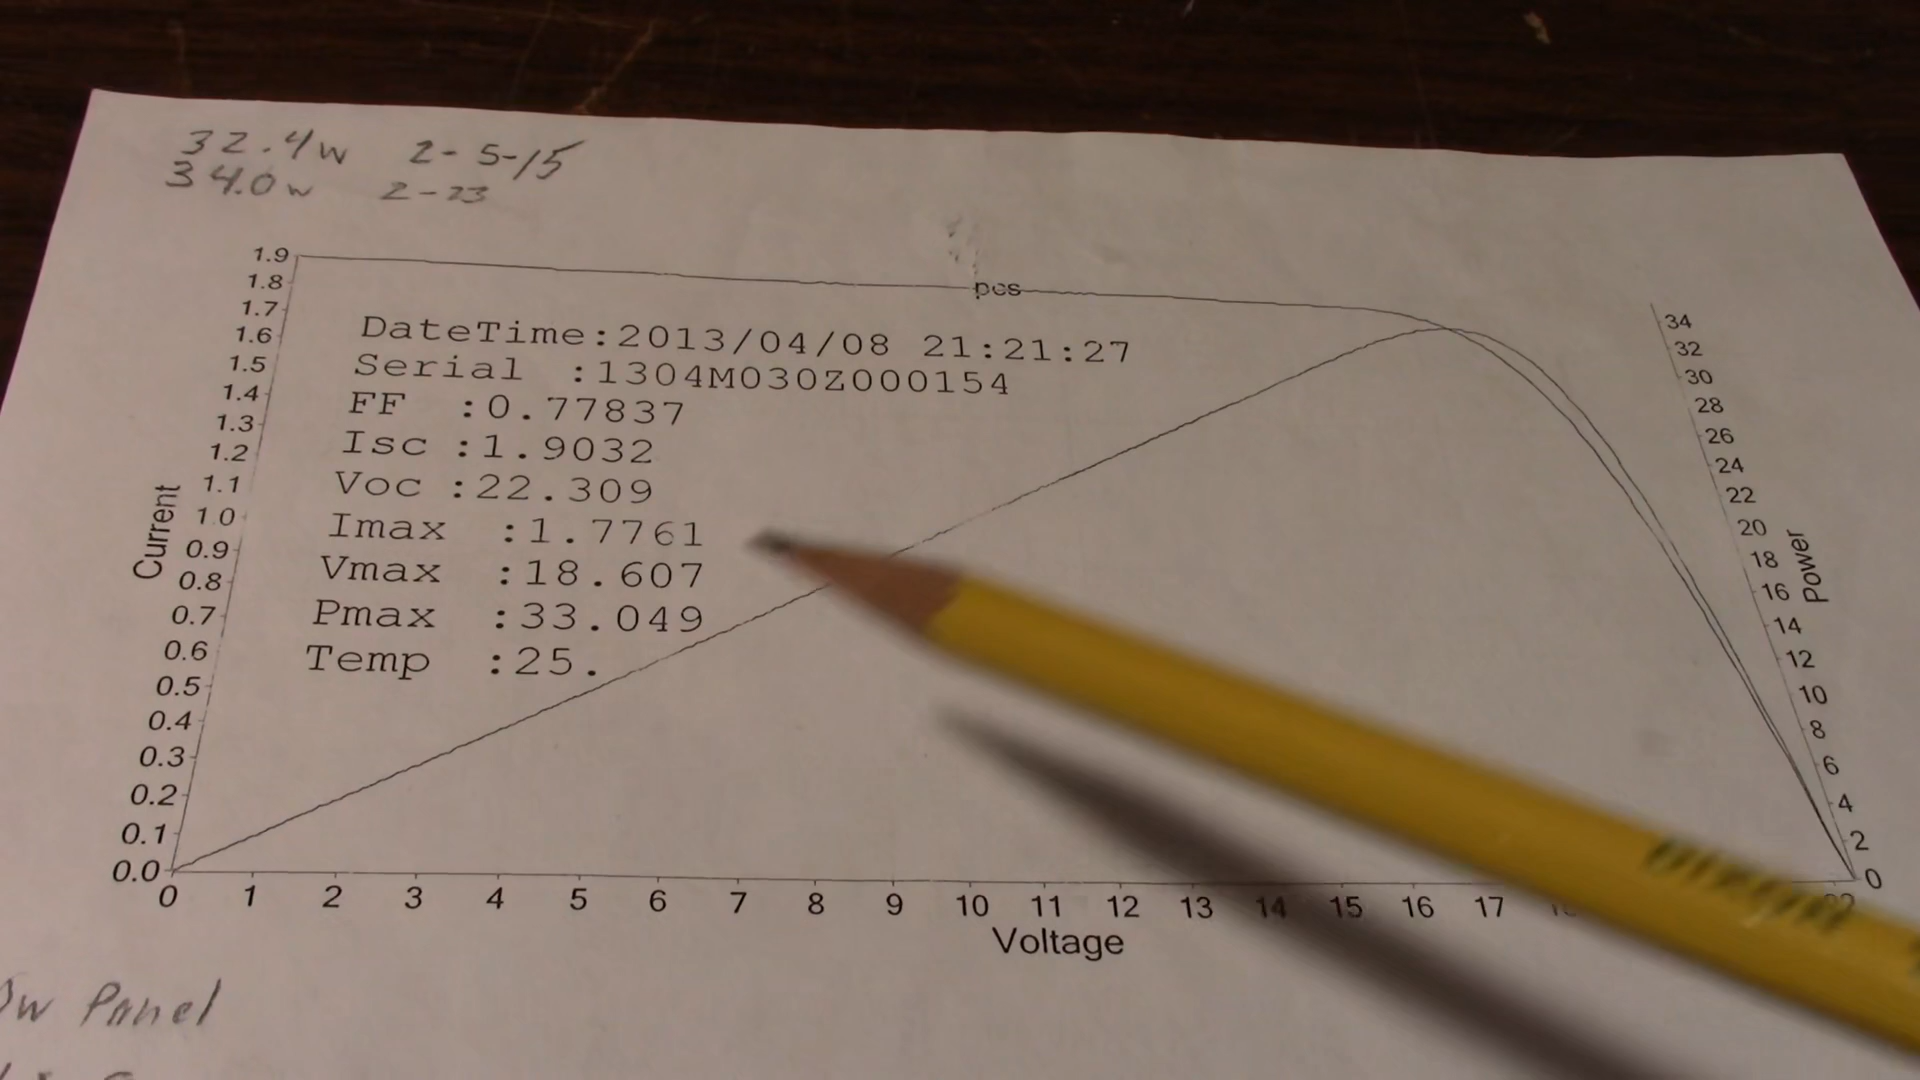 32.4w 2-5-15
34.0w 2-23
pcs
DateTime:2013/04/08 21:21:27
Serial :1304M030Z000154
FF :0.77837
Isc :1.9032
Voc :22.309
Imax :1.7761
Vmax :18.607
Pmax :33.049
Temp :25.
Current
1.9
1.8
1.7
1.6
1.5
1.4
1.3
1.2
1.1
1.0
0.9
0.8
0.7
0.6
0.5
0.4
0.3
0.2
0.1
0.0
0 1 2 3 4 5 6 7 8 9 10 11 12 13 14 15 16 17 22
Voltage
34
32
30
28
26
24
22
20
18
16
14
12
10
8
6
4
2
0
Power
w Panel